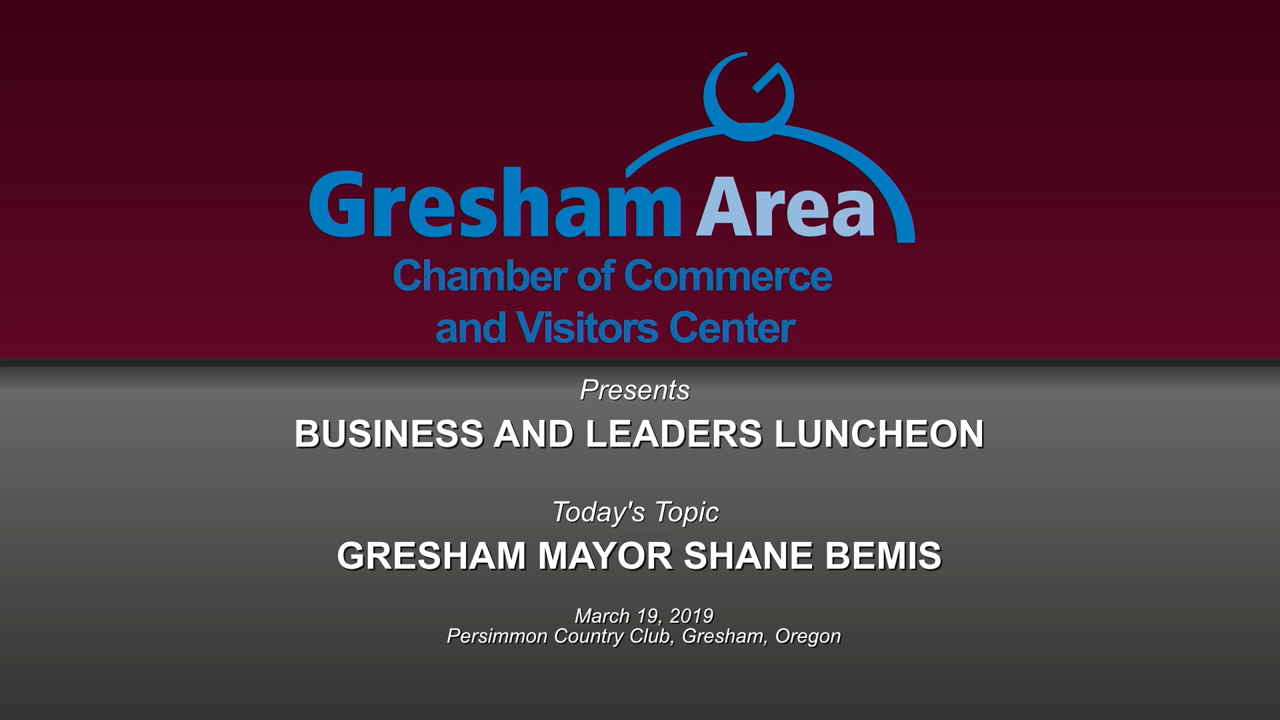 Gresham Area
Chamber of Commerce
and Visitors Center
Presents
BUSINESS AND LEADERS LUNCHEON
Today's Topic
GRESHAM MAYOR SHANE BEMIS
March 19, 2019
Persimmon Country Club, Gresham, Oregon